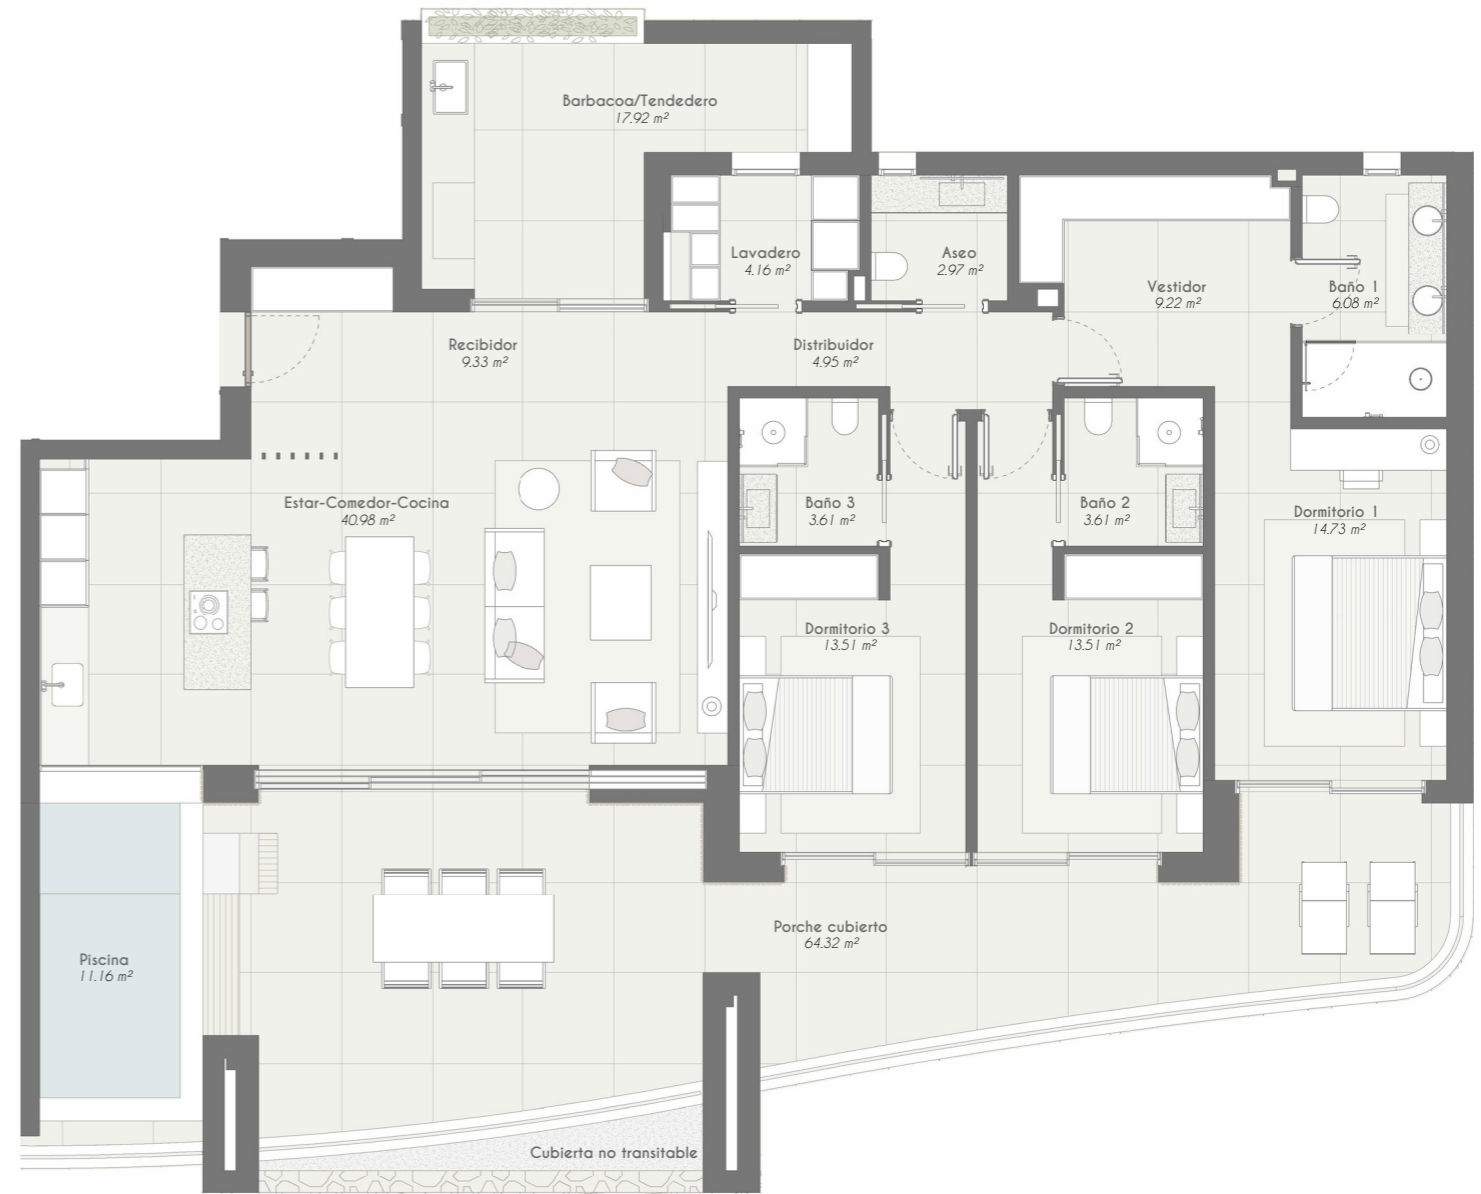 Barbacoa/Tendedero
17.92 m²
Lavadero
4.16 m²
Aseo
2.97 m²
Vestidor
9.22 m²
Baño 1
6.08 m²
Recibidor
9.33 m²
Distribuidor
4.95 m²
Estar-Comedor-Cocina
40.98 m²
Baño 3
3.61 m²
Baño 2
3.61 m²
Dormitorio 1
14.73 m²
Dormitorio 3
13.51 m²
Dormitorio 2
13.51 m²
Porche cubierto
64.32 m²
Piscina
11.16 m²
Cubierta no transitable